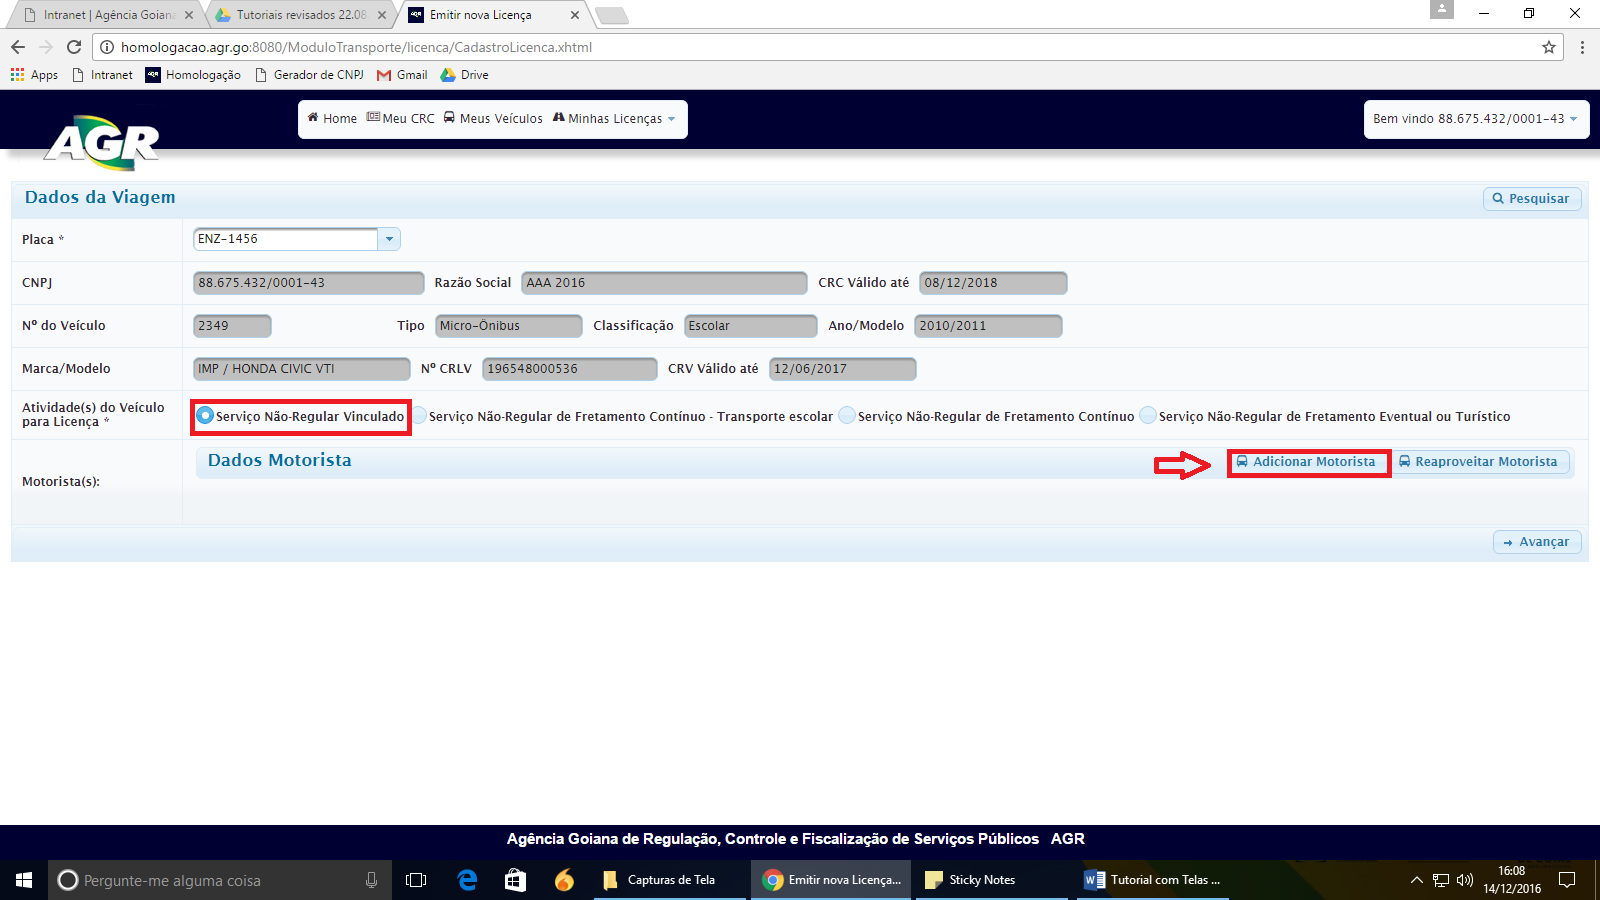 Intranet | Agência Goiana
Tutoriais revisados 22.08
Emitir nova Licença
homologacao.agr.go:8080/ModuloTransporte/licenca/CadastroLicenca.xhtml
Apps Intranet Homologação Gerador de CNPJ Gmail Drive
AGR
Home Meu CRC Meus Veículos Minhas Licenças
Bem vindo 88.675.432/0001-43
Dados da Viagem
Pesquisar
Placa * ENZ-1456
CNPJ 88.675.432/0001-43 Razão Social AAA 2016 CRC Válido até 08/12/2018
Nº do Veículo 2349 Tipo Micro-Ônibus Classificação Escolar Ano/Modelo 2010/2011
Marca/Modelo IMP / HONDA CIVIC VTI Nº CRLV 196548000536 CRV Válido até 12/06/2017
Atividade(s) do Veículo
para Licença *
Serviço Não-Regular Vinculado Serviço Não-Regular de Fretamento Contínuo - Transporte escolar Serviço Não-Regular de Fretamento Contínuo Serviço Não-Regular de Fretamento Eventual ou Turístico
Motorista(s):
Dados Motorista
Adicionar Motorista Reaproveitar Motorista
Avançar
Agência Goiana de Regulação, Controle e Fiscalização de Serviços Públicos AGR
Pergunte-me alguma coisa
Capturas de Tela
Emitir nova Licença...
Sticky Notes
Tutorial com Telas ...
16:08
14/12/2016